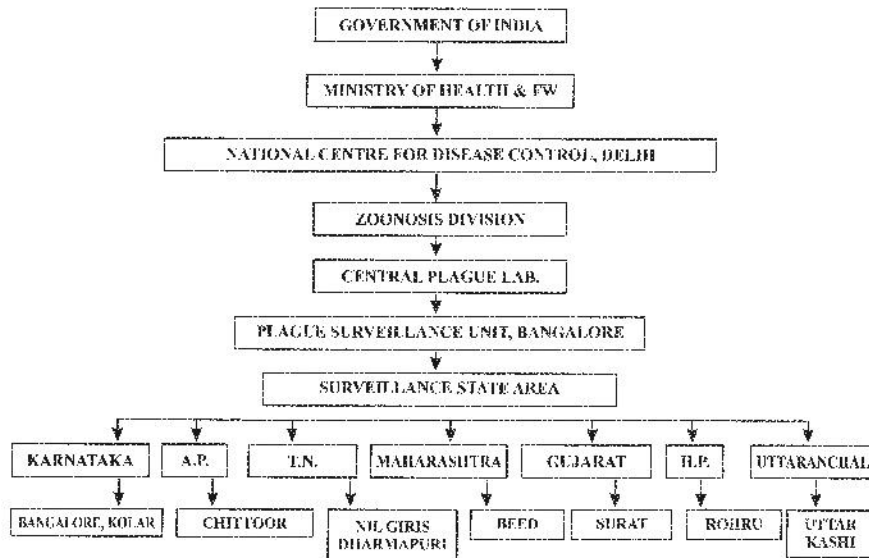 GOVERNMENT OF INDIA
MINISTRY OF HEALTH & FW
NATIONAL CENTRE FOR DISEASE CONTROL, DELHI
ZOONOSIS DIVISION
CENTRAL PLAGUE LAB.
PLAGUE SURVEILLANCE UNIT, BANGALORE
SURVEILLANCE STATE AREA
KARNATAKA
A.P.
T.N.
MAHARASHTRA
GUJARAT
H.P.
UTTARANCHAL
BANGALORE, KOLAR
CHITTOOR
NIL GIRIS
DHARMAPURI
BEED
SURAT
ROHRU
UTTAR
KASHI